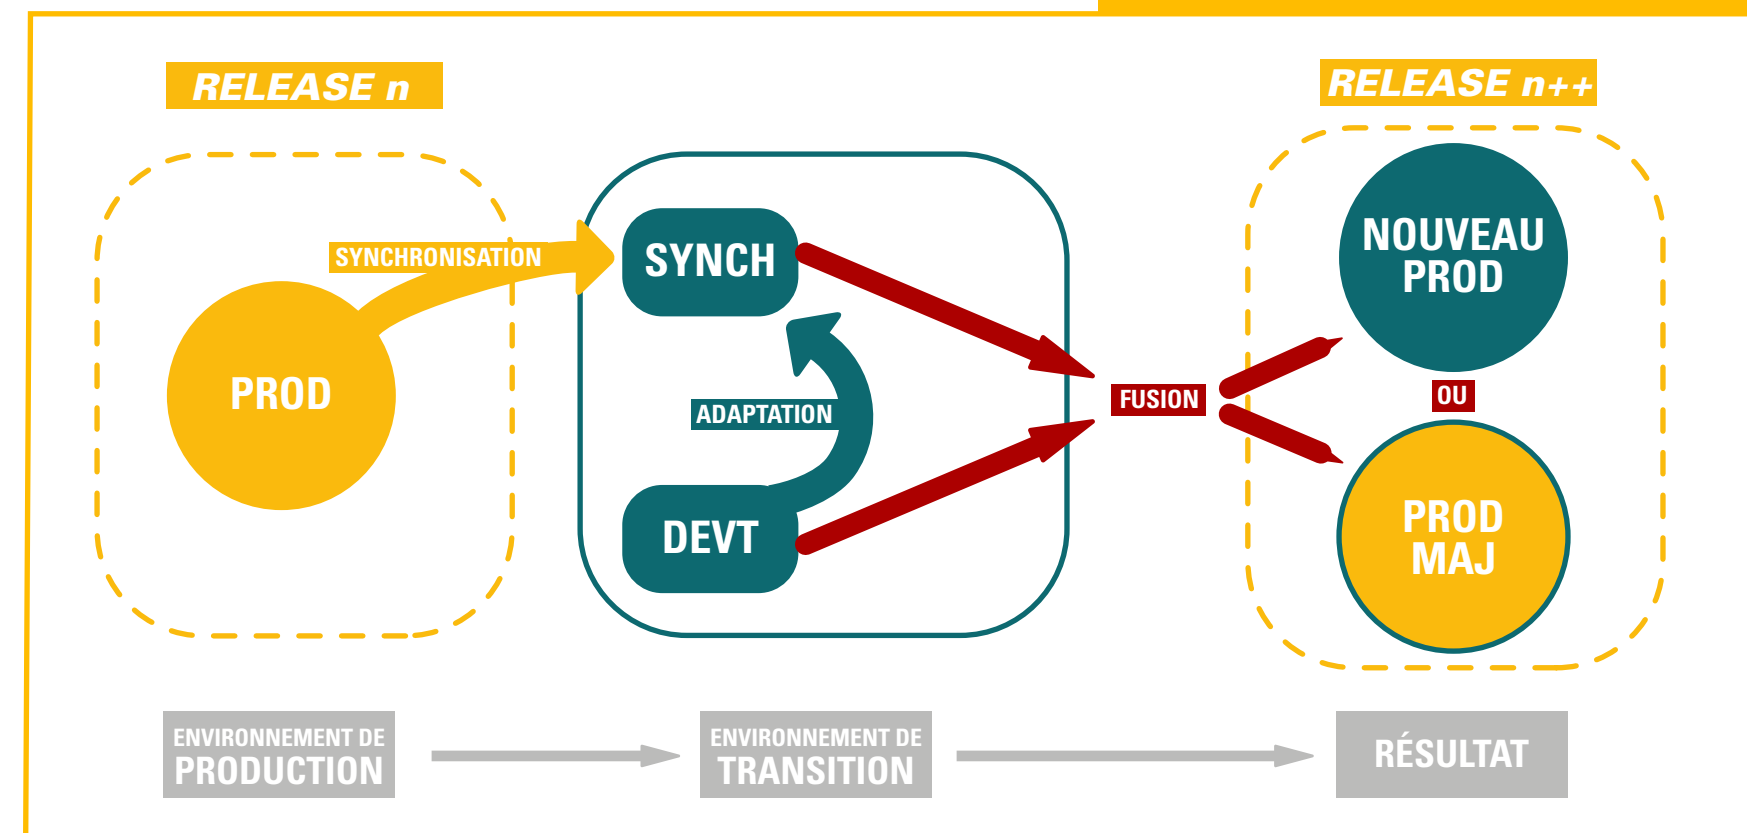 RELEASE n
RELEASE n++
SYNCHRONISATION
SYNCH
NOUVEAU
PROD
PROD
ADAPTATION
FUSION
OU
DEVT
PROD
MAJ
ENVIRONNEMENT DE
PRODUCTION
ENVIRONNEMENT DE
TRANSITION
RÉSULTAT